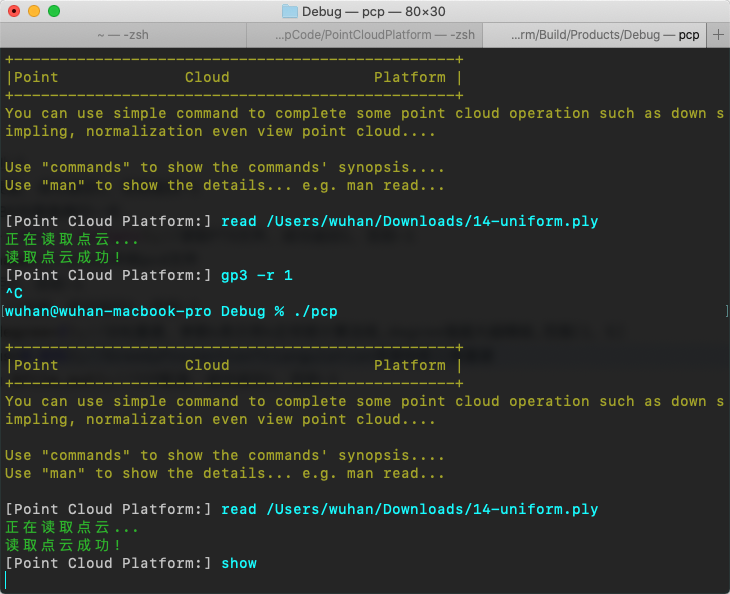 Debug — pcp — 80×30
~ — -zsh
...pCode/PointCloudPlatform — -zsh
...rm/Build/Products/Debug — pcp
+
+-------------------------------------------------+
|Point              Cloud                Platform |
+-------------------------------------------------+
You can use simple command to complete some point cloud operation such as down s
impling, normalization even view point cloud....
Use "commands" to show the commands' synopsis....
Use "man" to show the details... e.g. man read...
[Point Cloud Platform:] read /Users/wuhan/Downloads/14-uniform.ply
正在读取点云...
读取点云成功!
[Point Cloud Platform:] gp3 -r 1
^C
[wuhan@wuhan-macbook-pro Debug % ./pcp ]
+-------------------------------------------------+
|Point              Cloud                Platform |
+-------------------------------------------------+
You can use simple command to complete some point cloud operation such as down s
impling, normalization even view point cloud....
Use "commands" to show the commands' synopsis....
Use "man" to show the details... e.g. man read...
[Point Cloud Platform:] read /Users/wuhan/Downloads/14-uniform.ply
正在读取点云...
读取点云成功!
[Point Cloud Platform:] show